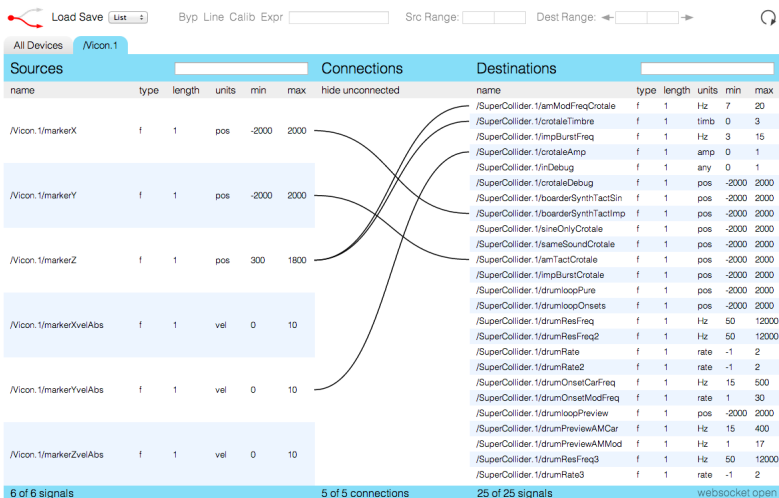 Load Save List Byp Line Calib Expr Src Range: Dest Range:
All Devices /Vicon.1
Sources Connections Destinations
name type length units min max hide unconnected name type length units min max
/Vicon.1/markerX f 1 pos -2000 2000
/Vicon.1/markerY f 1 pos -2000 2000
/Vicon.1/markerZ f 1 pos 300 1800
/Vicon.1/markerXvelAbs f 1 vel 0 10
/Vicon.1/markerYvelAbs f 1 vel 0 10
/Vicon.1/markerZvelAbs f 1 vel 0 10
/SuperCollider.1/amModFreqCrotale f 1 Hz 7 20
/SuperCollider.1/crotaleTimbre f 1 timb 0 3
/SuperCollider.1/impBurstFreq f 1 Hz 3 15
/SuperCollider.1/crotaleAmp f 1 amp 0 1
/SuperCollider.1/inDebug f 1 any 0 1
/SuperCollider.1/crotaleDebug f 1 pos -2000 2000
/SuperCollider.1/boarderSynthTactSin f 1 pos -2000 2000
/SuperCollider.1/boarderSynthTactImp f 1 pos -2000 2000
/SuperCollider.1/sineOnlyCrotale f 1 pos -2000 2000
/SuperCollider.1/sameSoundCrotale f 1 pos -2000 2000
/SuperCollider.1/amTactCrotale f 1 pos -2000 2000
/SuperCollider.1/impBurstCrotale f 1 pos -2000 2000
/SuperCollider.1/drumloopPure f 1 pos -2000 2000
/SuperCollider.1/drumloopOnsets f 1 pos -2000 2000
/SuperCollider.1/drumResFreq f 1 Hz 50 12000
/SuperCollider.1/drumResFreq2 f 1 Hz 50 12000
/SuperCollider.1/drumRate f 1 rate -1 2
/SuperCollider.1/drumRate2 f 1 rate -1 2
/SuperCollider.1/drumOnsetCarFreq f 1 Hz 15 500
/SuperCollider.1/drumOnsetModFreq f 1 rate 1 30
/SuperCollider.1/drumloopPreview f 1 pos -2000 2000
/SuperCollider.1/drumPreviewAMCar f 1 Hz 15 400
/SuperCollider.1/drumPreviewAMMod f 1 Hz 1 17
/SuperCollider.1/drumResFreq3 f 1 Hz 50 12000
/SuperCollider.1/drumRate3 f 1 rate -1 2
6 of 6 signals 5 of 5 connections 25 of 25 signals websocket open